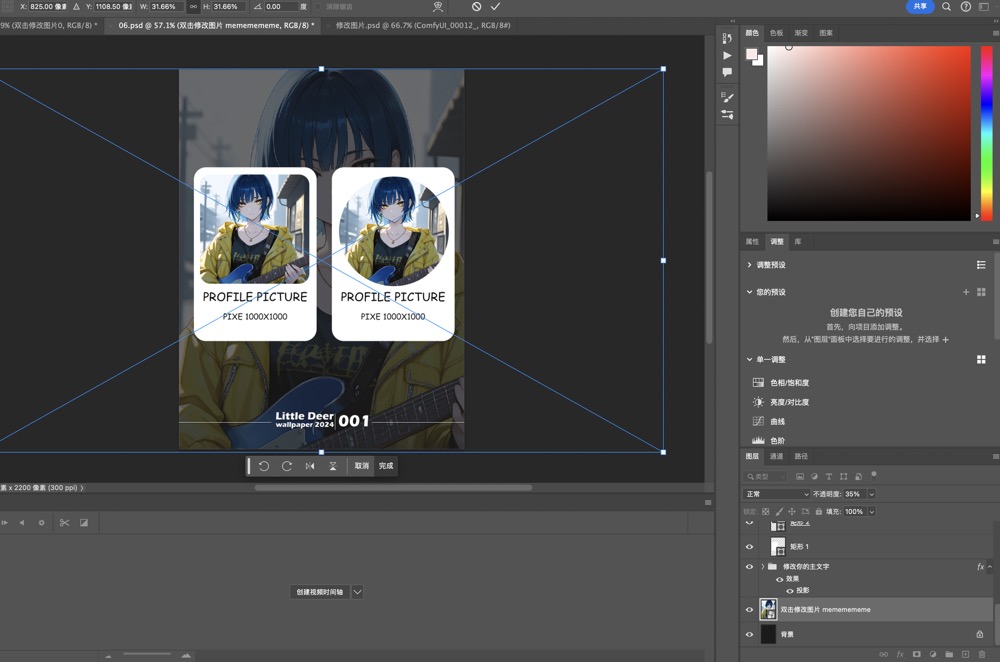 X: 825.00 像素 Y: 1108.50 像素 W: 31.66% H: 31.66% 0.00 度 消除锯齿 共享
9% (双击修改图片0, RGB/8) * 06.psd @ 57.1% (双击修改图片 mememememe, RGB/8) * 修改图片.psd @ 66.7% (ComfyUI_00012_, RGB/8#)
颜色 色板 渐变 图案
PROFILE PICTURE PROFILE PICTURE
PIXE 1000X1000 PIXE 1000X1000
Little Deer
wallpaper 2024 001
取消 完成
素 x 2200 像素 (300 ppi)
创建视频时间轴
属性 调整 库
调整预设
您的预设
创建您自己的预设
首先，向项目添加调整。
然后，从"图层"面板中选择要进行的调整，并选择 +
单一调整
色相/饱和度
亮度/对比度
曲线
色阶
图层 通道 路径
类型
正常 不透明度: 35%
锁定: 填充: 100%
矩形 2
矩形 1
修改你的主文字 fx
效果
投影
双击修改图片 mememememe
背景
fx